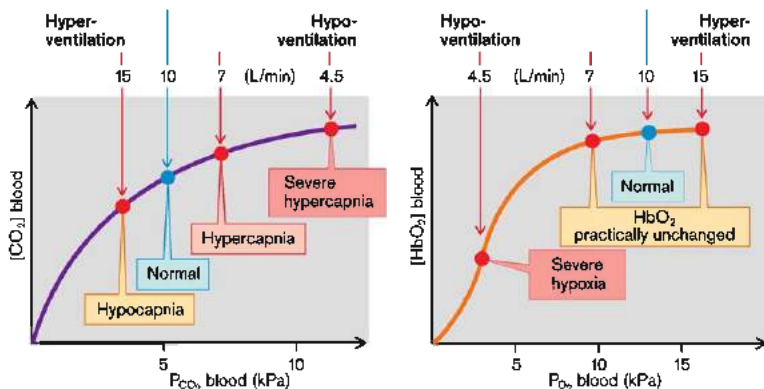 Hyper-
ventilation
Hypo-
ventilation
15
10
7
(L/min)
4.5
[CO₂] blood
Severe
hypercapnia
Hypercapnia
Normal
Hypocapnia
5
10
P_CO₂, blood (kPa)
Hypo-
ventilation
Hyper-
ventilation
4.5
(L/min)
7
10
15
[HbO₂] blood
Normal
HbO₂
practically unchanged
Severe
hypoxia
5
10
15
P_O₂, blood (kPa)